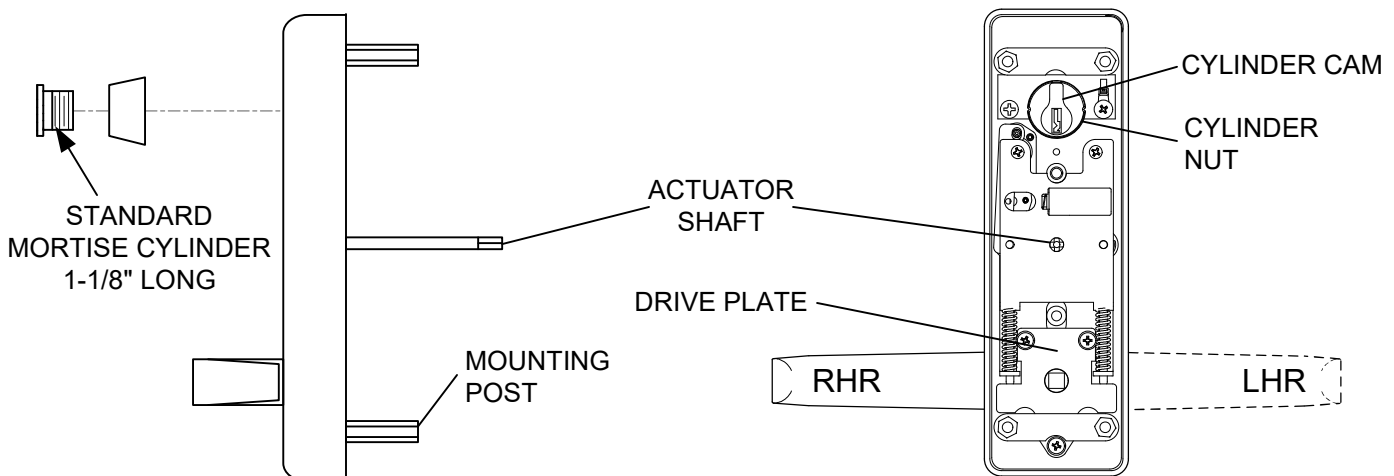 STANDARD
MORTISE CYLINDER
1-1/8" LONG
ACTUATOR
SHAFT
DRIVE PLATE
MOUNTING
POST
CYLINDER CAM
CYLINDER
NUT
RHR
LHR